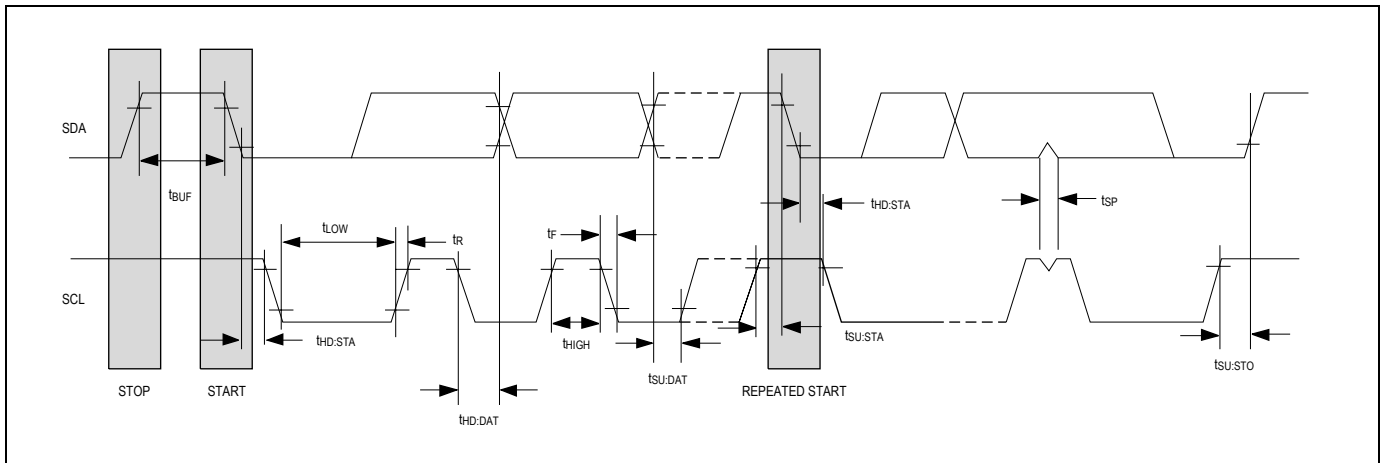 SDA
tBUF
tHD:STA
tSP
tLOW
tR
tF
SCL
tHD:STA
tHIGH
tSU:STA
tSU:DAT
tSU:STO
STOP
START
REPEATED START
tHD:DAT